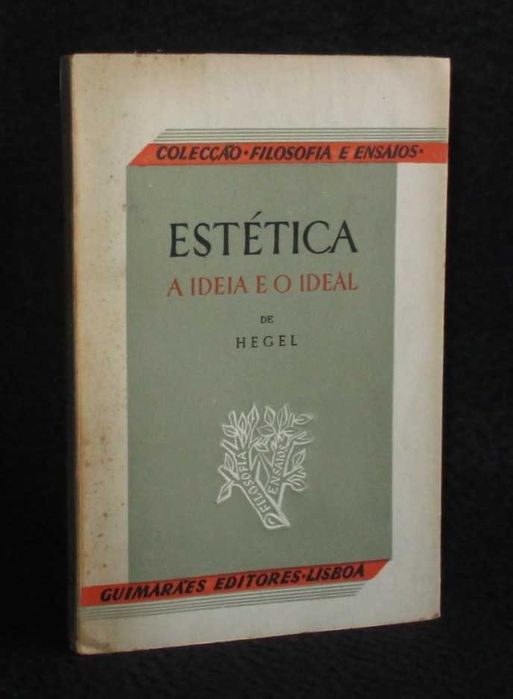 COLECÇÃO·FILOSOFIA E ENSAIOS·
ESTÉTICA
A IDEIA E O IDEAL
DE
HEGEL
FILOSOFIA
ENSAIOS
GUIMARÃES EDITORES·LISBOA